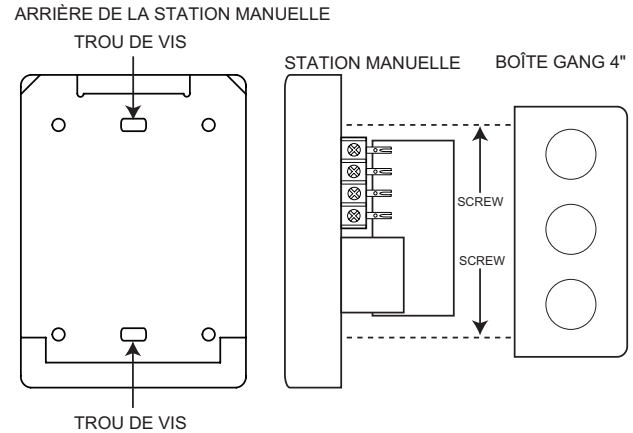 ARRIÈRE DE LA STATION MANUELLE
TROU DE VIS
STATION MANUELLE
BOÎTE GANG 4"
SCREW
SCREW
TROU DE VIS